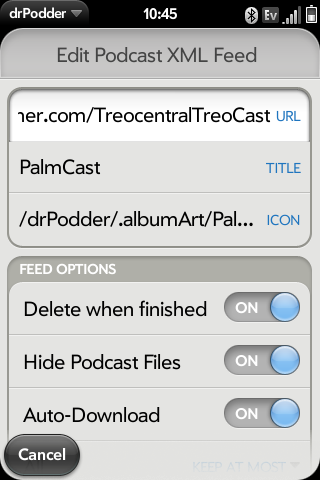 drPodder 10:45 Ev
Edit Podcast XML Feed
ner.com/TreocentralTreoCast URL
PalmCast TITLE
/drPodder/.albumArt/Pal... ICON
FEED OPTIONS
Delete when finished ON
Hide Podcast Files ON
Auto-Download ON
KEEP AT MOST
Cancel